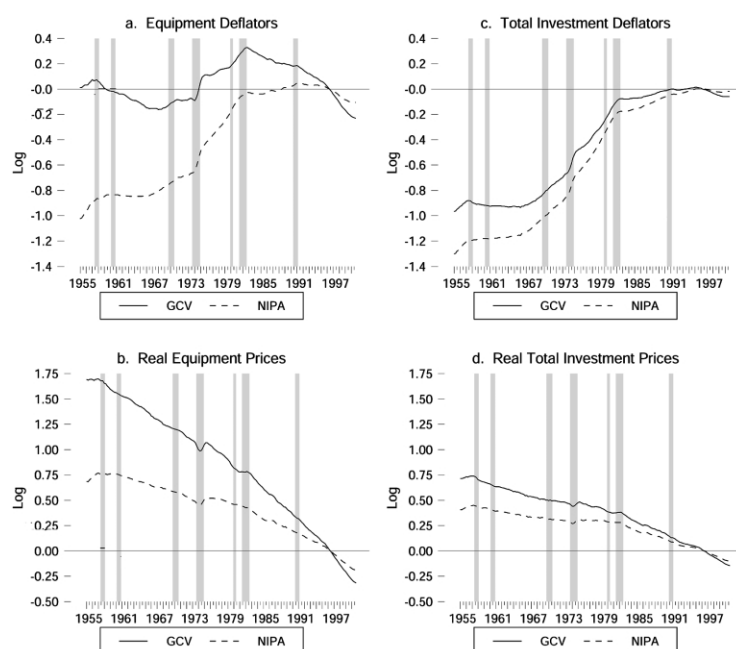 a. Equipment Deflators
0.4
0.2
-0.0
-0.2
-0.4
-0.6
-0.8
-1.0
-1.2
-1.4
Log
1955 1961 1967 1973 1979 1985 1991 1997
GCV NIPA
c. Total Investment Deflators
0.4
0.2
-0.0
-0.2
-0.4
-0.6
-0.8
-1.0
-1.2
-1.4
Log
1955 1961 1967 1973 1979 1985 1991 1997
GCV NIPA
b. Real Equipment Prices
1.75
1.50
1.25
1.00
0.75
0.50
0.25
0.00
-0.25
-0.50
Log
1955 1961 1967 1973 1979 1985 1991 1997
GCV NIPA
d. Real Total Investment Prices
1.75
1.50
1.25
1.00
0.75
0.50
0.25
0.00
-0.25
-0.50
Log
1955 1961 1967 1973 1979 1985 1991 1997
GCV NIPA